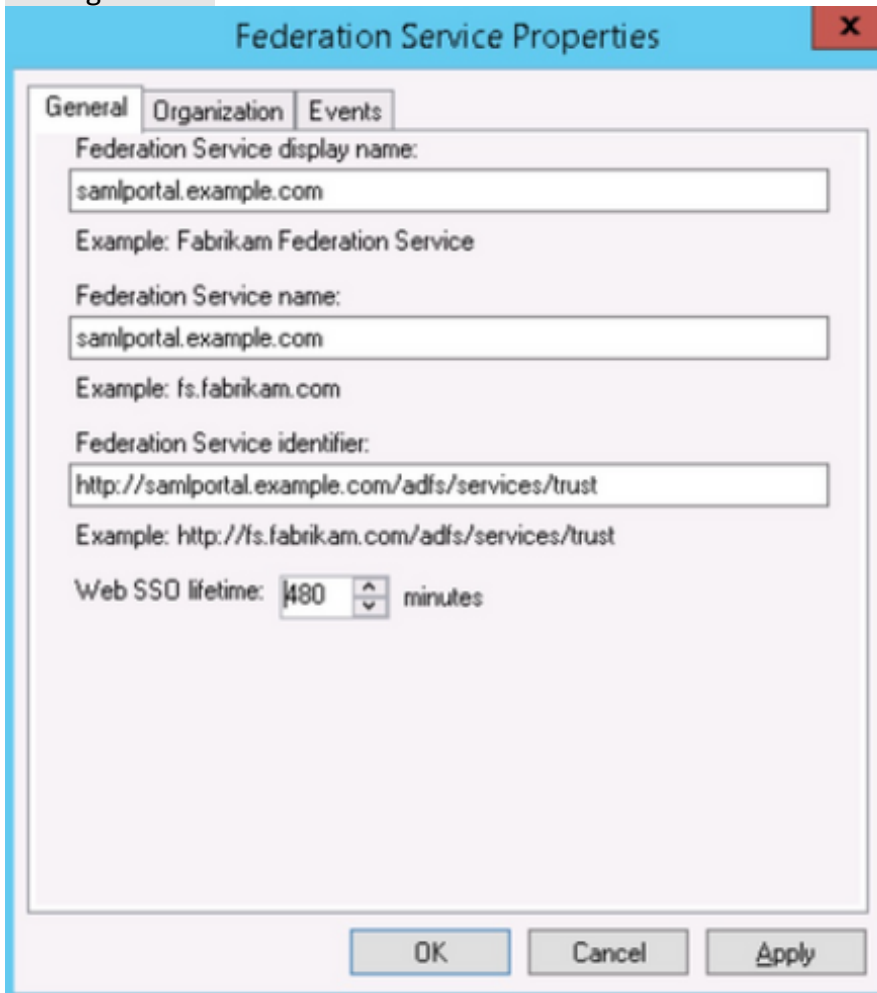 Federation Service Properties
x
General Organization Events
Federation Service display name:
samlportal.example.com
Example: Fabrikam Federation Service
Federation Service name:
samlportal.example.com
Example: fs.fabrikam.com
Federation Service identifier:
http://samlportal.example.com/adfs/services/trust
Example: http://fs.fabrikam.com/adfs/services/trust
Web SSO lifetime: 480 minutes
OK Cancel Apply